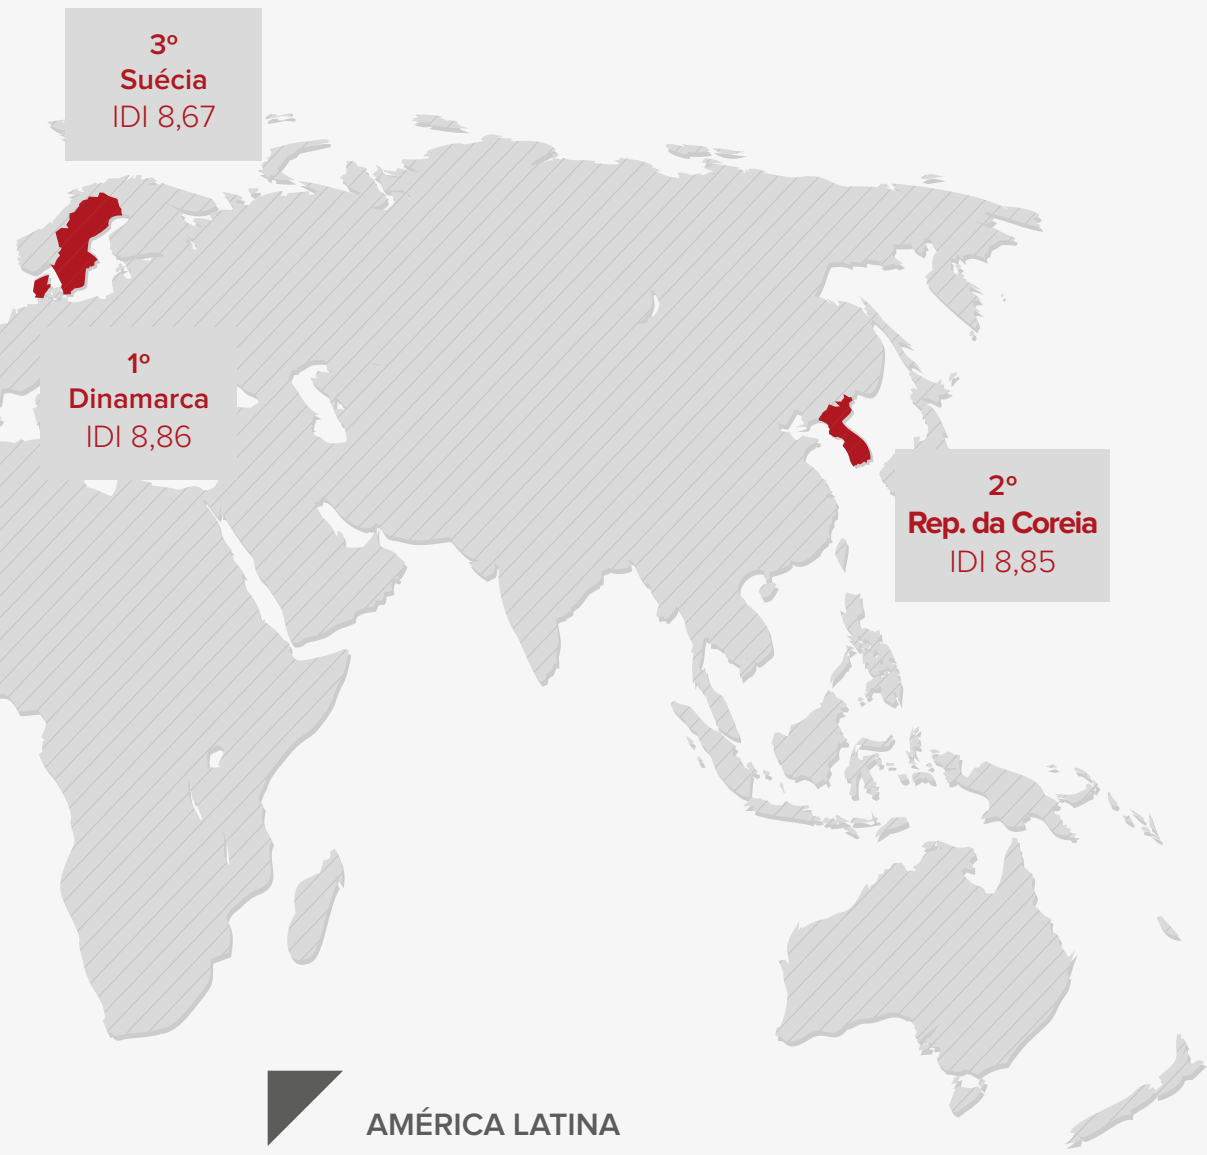 3º
Suécia
IDI 8,67
1º
Dinamarca
IDI 8,86
2º
Rep. da Coreia
IDI 8,85
AMÉRICA LATINA